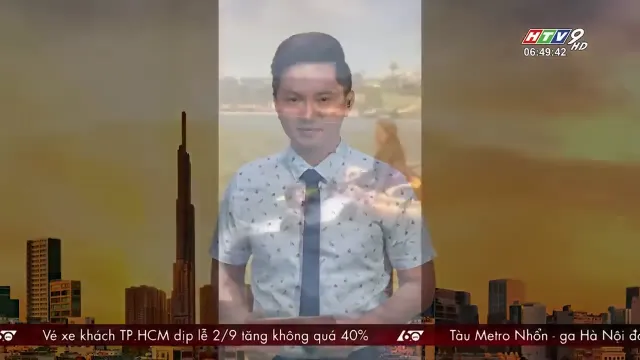 HTV9 HD
06:49:42
Vé xe khách TP.HCM dịp lễ 2/9 tăng không quá 40%
Tàu Metro Nhổn - ga Hà Nội